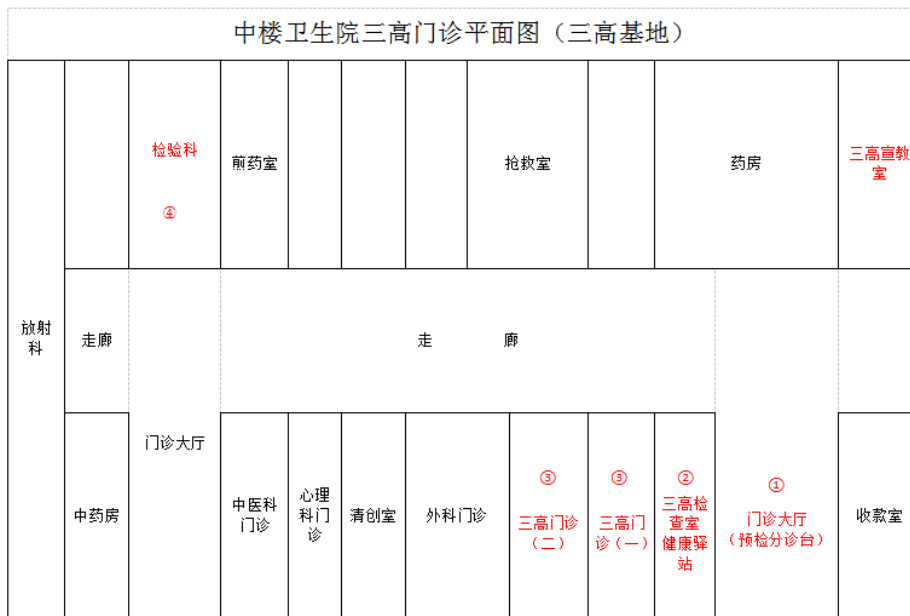 中楼卫生院三高门诊平面图（三高基地）
检验科
④
煎药室
抢救室
药房
三高宣教
室
放射
科
走廊
走 廊
门诊大厅
中药房
中医科
门诊
心理
科门
诊
清创室
外科门诊
③
三高门诊
（二）
③
三高门
诊（一）
②
三高检
查室
健康驿
站
①
门诊大厅
（预检分诊台）
收款室